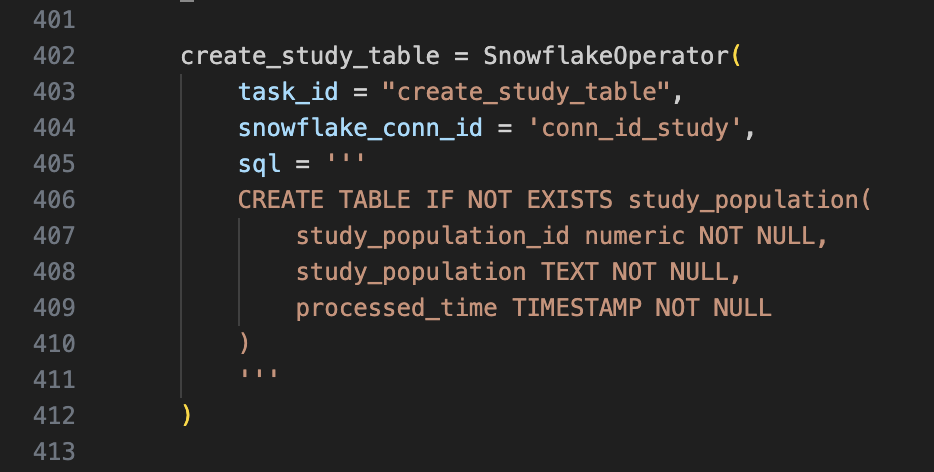 401
402 create_study_table = SnowflakeOperator(
403 task_id = "create_study_table",
404 snowflake_conn_id = 'conn_id_study',
405 sql = '''
406 CREATE TABLE IF NOT EXISTS study_population(
407 study_population_id numeric NOT NULL,
408 study_population TEXT NOT NULL,
409 processed_time TIMESTAMP NOT NULL
410 )
411 '''
412 )
413